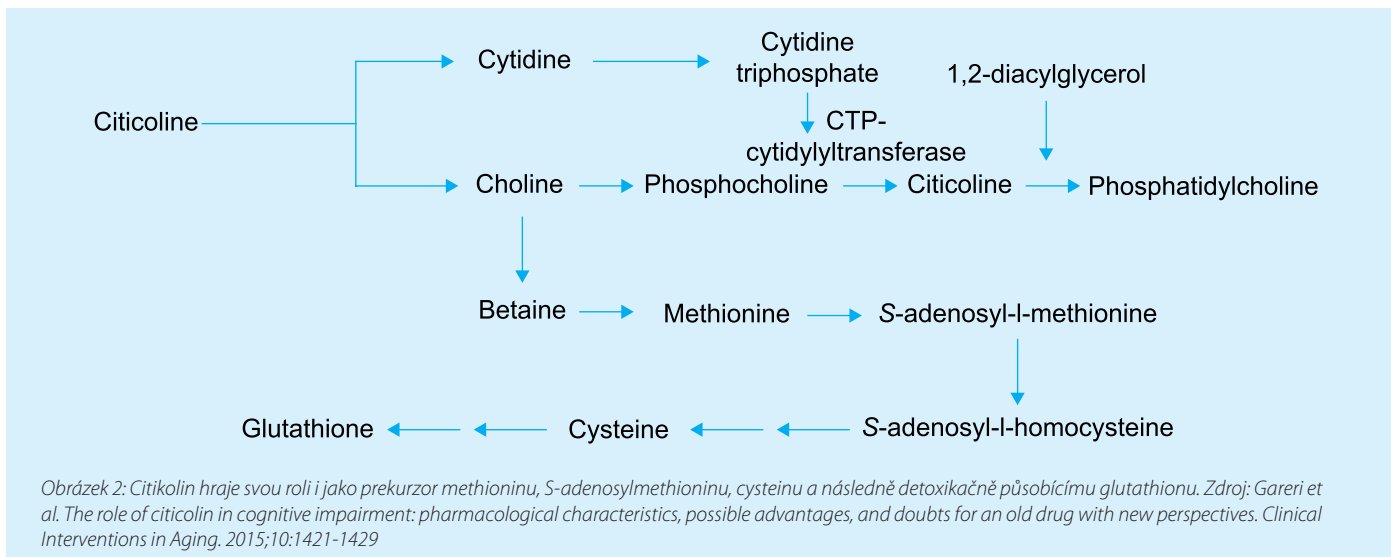 Cytidine
Cytidine
triphosphate
1,2-diacylglycerol
Citicoline
CTP-
cytidylyltransferase
Choline
Phosphocholine
Citicoline
Phosphatidylcholine
Betaine
Methionine
S-adenosyl-l-methionine
Glutathione
Cysteine
S-adenosyl-l-homocysteine
Obrázek 2: Citikolin hraje svou roli i jako prekurzor methioninu, S-adenosylmethioninu, cysteinu a následně detoxikačně působícímu glutathionu. Zdroj: Gareri et
al. The role of citicolin in cognitive impairment: pharmacological characteristics, possible advantages, and doubts for an old drug with new perspectives. Clinical
Interventions in Aging. 2015;10:1421-1429